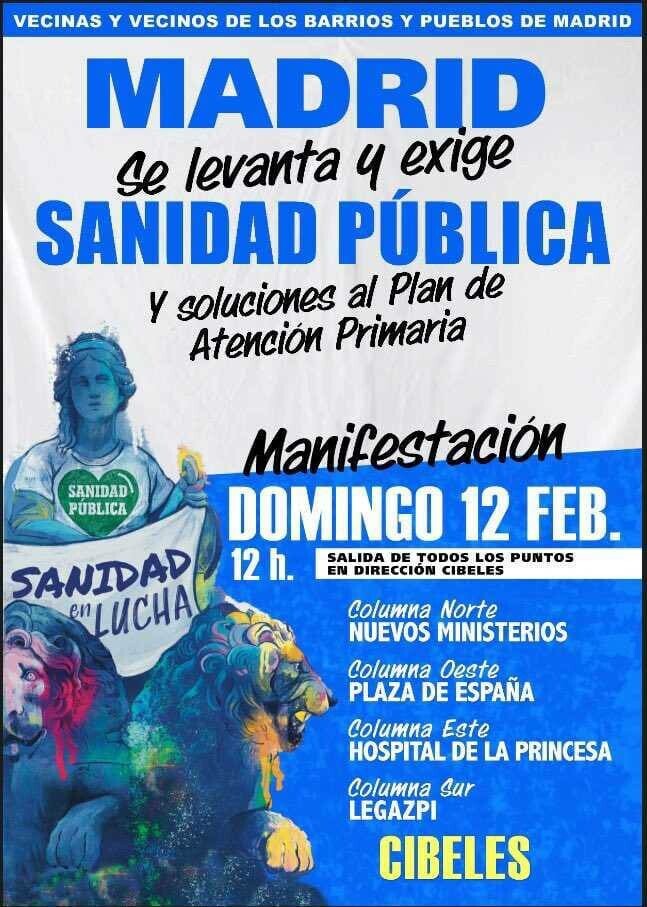 VECINAS Y VECINOS DE LOS BARRIOS Y PUEBLOS DE MADRID
MADRID
Se levanta y exige
SANIDAD PÚBLICA
Y soluciones al Plan de
Atención Primaria
Manifestación
DOMINGO 12 FEB.
12 h.
SALIDA DE TODOS LOS PUNTOS
EN DIRECCIÓN CIBELES
SANIDAD
PÚBLICA
SANIDAD
en LUCHA
Columna Norte
NUEVOS MINISTERIOS
Columna Oeste
PLAZA DE ESPAÑA
Columna Este
HOSPITAL DE LA PRINCESA
Columna Sur
LEGAZPI
CIBELES